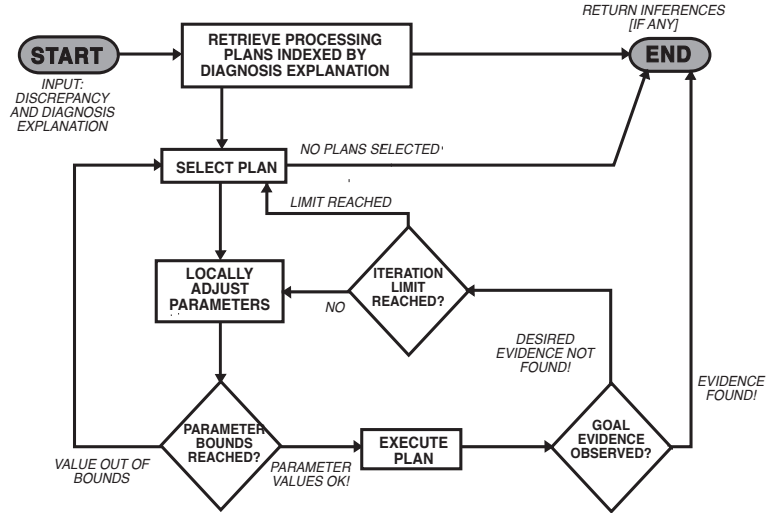 RETURN INFERENCES
[IF ANY]
START
RETRIEVE PROCESSING
PLANS INDEXED BY
DIAGNOSIS EXPLANATION
END
INPUT:
DISCREPANCY
AND DIAGNOSIS
EXPLANATION
NO PLANS SELECTED
SELECT PLAN
LIMIT REACHED
LOCALLY
ADJUST
PARAMETERS
ITERATION
LIMIT
REACHED?
NO
DESIRED
EVIDENCE NOT
FOUND!
EVIDENCE
FOUND!
PARAMETER
BOUNDS
REACHED?
EXECUTE
PLAN
GOAL
EVIDENCE
OBSERVED?
VALUE OUT OF
BOUNDS
PARAMETER
VALUES OK!